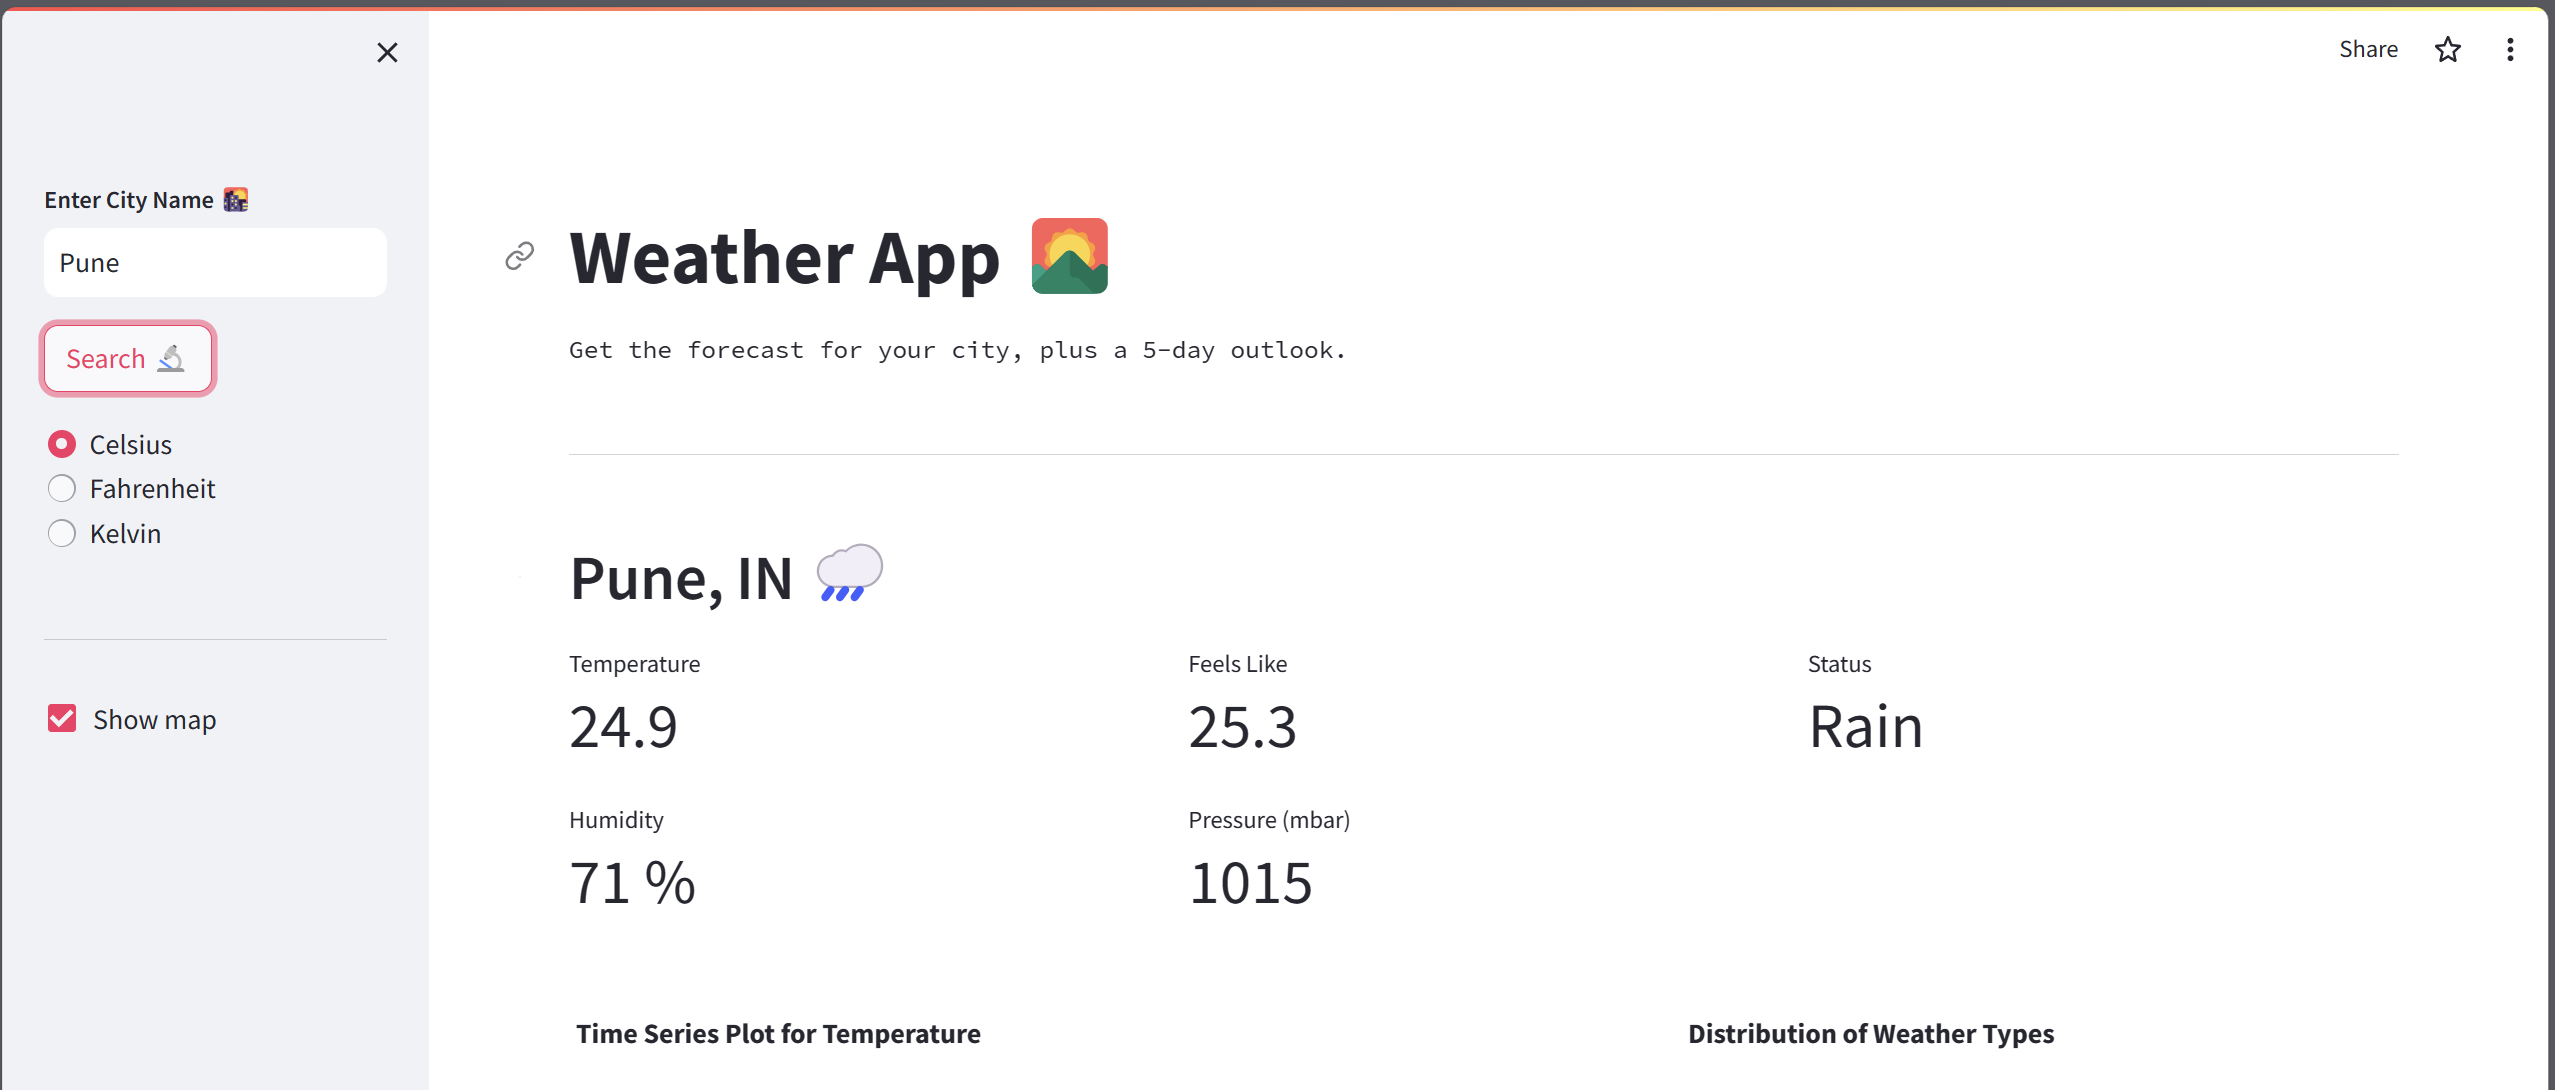 Share
Enter City Name
Pune
Search
Celsius
Fahrenheit
Kelvin
Show map
Weather App
Get the forecast for your city, plus a 5-day outlook.
Pune, IN
Temperature
24.9
Feels Like
25.3
Status
Rain
Humidity
71 %
Pressure (mbar)
1015
Time Series Plot for Temperature
Distribution of Weather Types